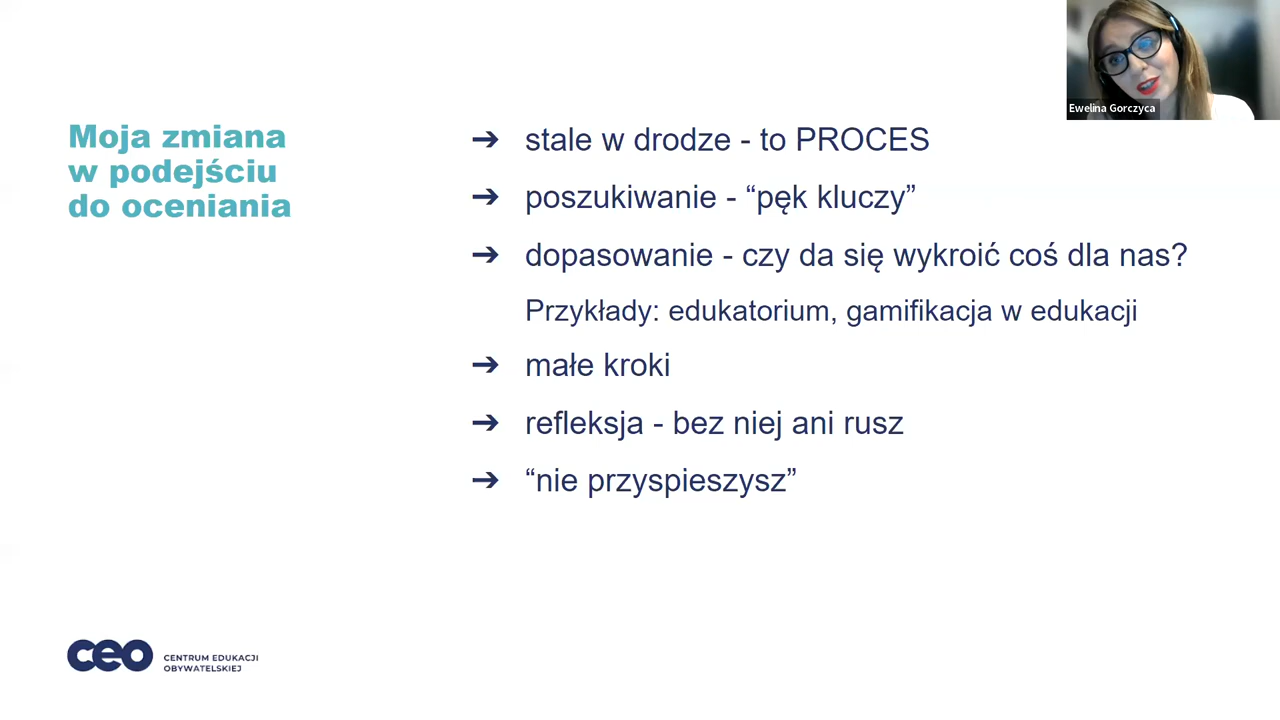 Moja zmiana
w podejściu
do oceniania
➔ stale w drodze - to PROCES
➔ poszukiwanie - “pęk kluczy”
➔ dopasowanie - czy da się wykroić coś dla nas?
Przykłady: edukatorium, gamifikacja w edukacji
➔ małe kroki
➔ refleksja - bez niej ani rusz
➔ “nie przyspieszysz”
Ewelina Gorczyca
ceo
CENTRUM EDUKACJI
OBYWATELSKIEJ